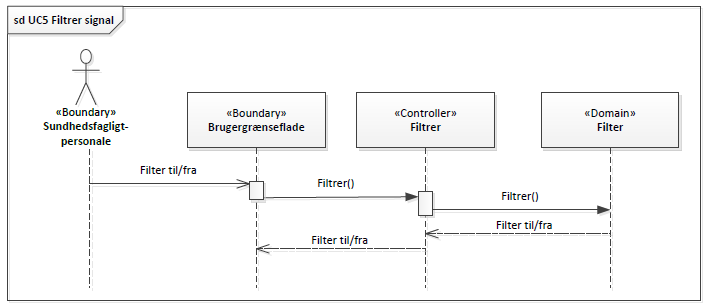 sd UC5 Filtrer signal
«Boundary»
Sundhedsfagligt-
personale
«Boundary»
Brugergrænseflade
«Controller»
Filtrer
«Domain»
Filter
Filter til/fra
Filtrer()
Filtrer()
Filter til/fra
Filter til/fra